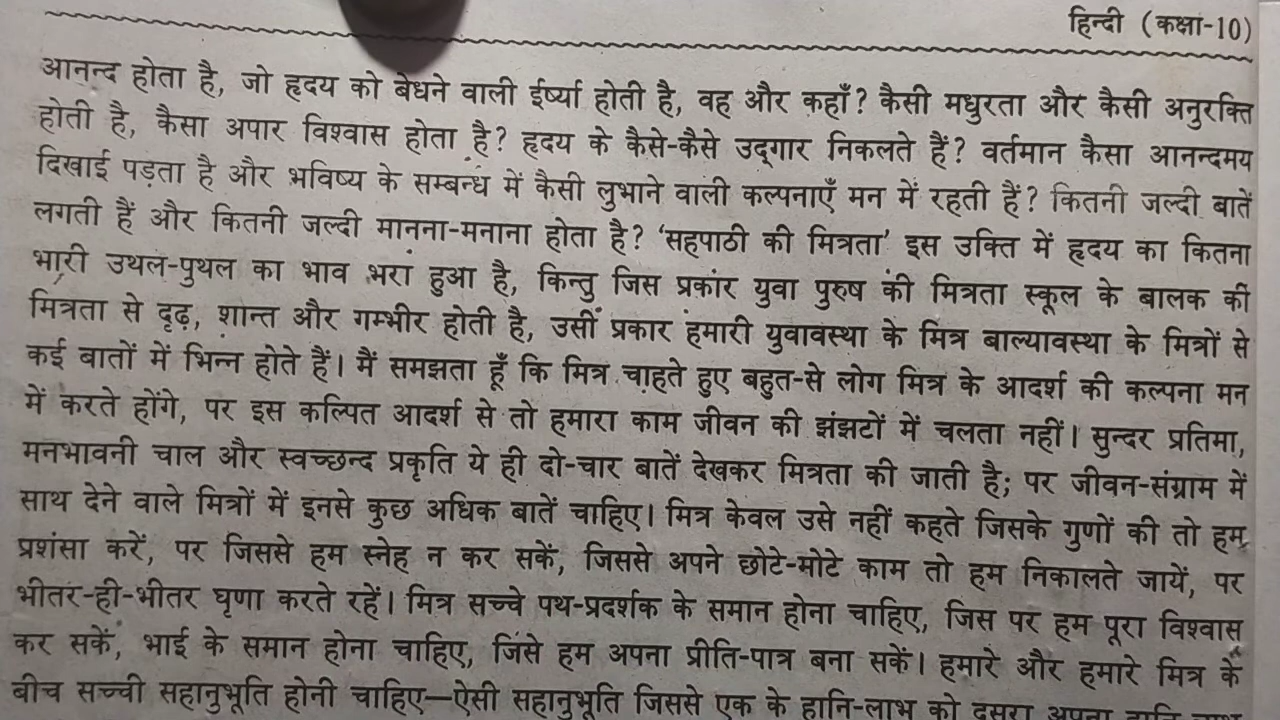 हिन्दी (कक्षा-10)
आनन्द होता है, जो हृदय को बेधने वाली ईर्ष्या होती है, वह और कहाँ? कैसी मधुरता और कैसी अनुरक्ति
होती है, कैसा अपार विश्वास होता है? हृदय के कैसे-कैसे उद्गार निकलते हैं? वर्तमान कैसा आनन्दमय
दिखाई पड़ता है और भविष्य के सम्बन्ध में कैसी लुभाने वाली कल्पनाएँ मन में रहती हैं? कितनी जल्दी बातें
लगती हैं और कितनी जल्दी मानना-मनाना होता है? ‘सहपाठी की मित्रता’ इस उक्ति में हृदय का कितना
भारी उथल-पुथल का भाव भरा हुआ है, किन्तु जिस प्रकार युवा पुरुष की मित्रता स्कूल के बालक की
मित्रता से दृढ़, शान्त और गम्भीर होती है, उसी प्रकार हमारी युवावस्था के मित्र बाल्यावस्था के मित्रों से
कई बातों में भिन्न होते हैं। मैं समझता हूँ कि मित्र चाहते हुए बहुत-से लोग मित्र के आदर्श की कल्पना मन
में करते होंगे, पर इस कल्पित आदर्श से तो हमारा काम जीवन की झंझटों में चलता नहीं। सुन्दर प्रतिमा,
मनभावनी चाल और स्वच्छन्द प्रकृति ये ही दो-चार बातें देखकर मित्रता की जाती है; पर जीवन-संग्राम में
साथ देने वाले मित्रों में इनसे कुछ अधिक बातें चाहिए। मित्र केवल उसे नहीं कहते जिसके गुणों की तो हम
प्रशंसा करें, पर जिससे हम स्नेह न कर सकें, जिससे अपने छोटे-मोटे काम तो हम निकालते जायें, पर
भीतर-ही-भीतर घृणा करते रहें। मित्र सच्चे पथ-प्रदर्शक के समान होना चाहिए, जिस पर हम पूरा विश्वास
कर सकें, भाई के समान होना चाहिए, जिसे हम अपना प्रीति-पात्र बना सकें। हमारे और हमारे मित्र के
बीच सच्ची सहानुभूति होनी चाहिए—ऐसी सहानुभूति जिससे एक के हानि-लाभ को दूसरा अपना